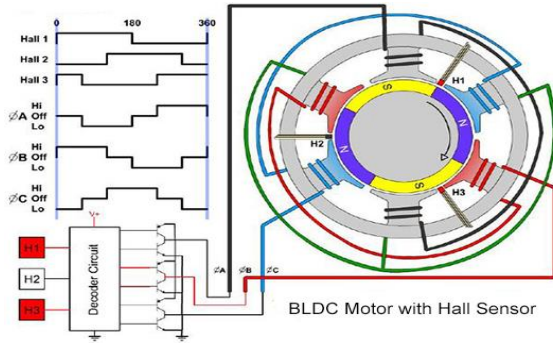 0 180 360
Hall 1
Hall 2
Hall 3
ØA Hi Off Lo
ØB Hi Off Lo
ØC Hi Off Lo
H1
H2
H3
S
N
S
N
V+
H1
H2
H3
Decoder Circuit
ØA ØB ØC
BLDC Motor with Hall Sensor